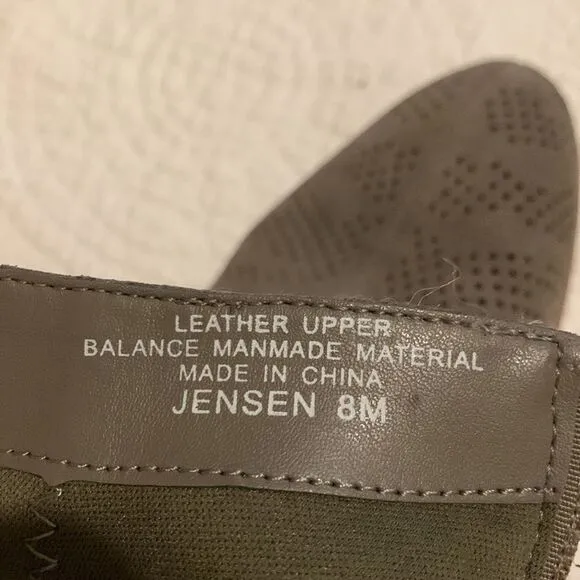 LEATHER UPPER
BALANCE MANMADE MATERIAL
MADE IN CHINA
JENSEN 8M